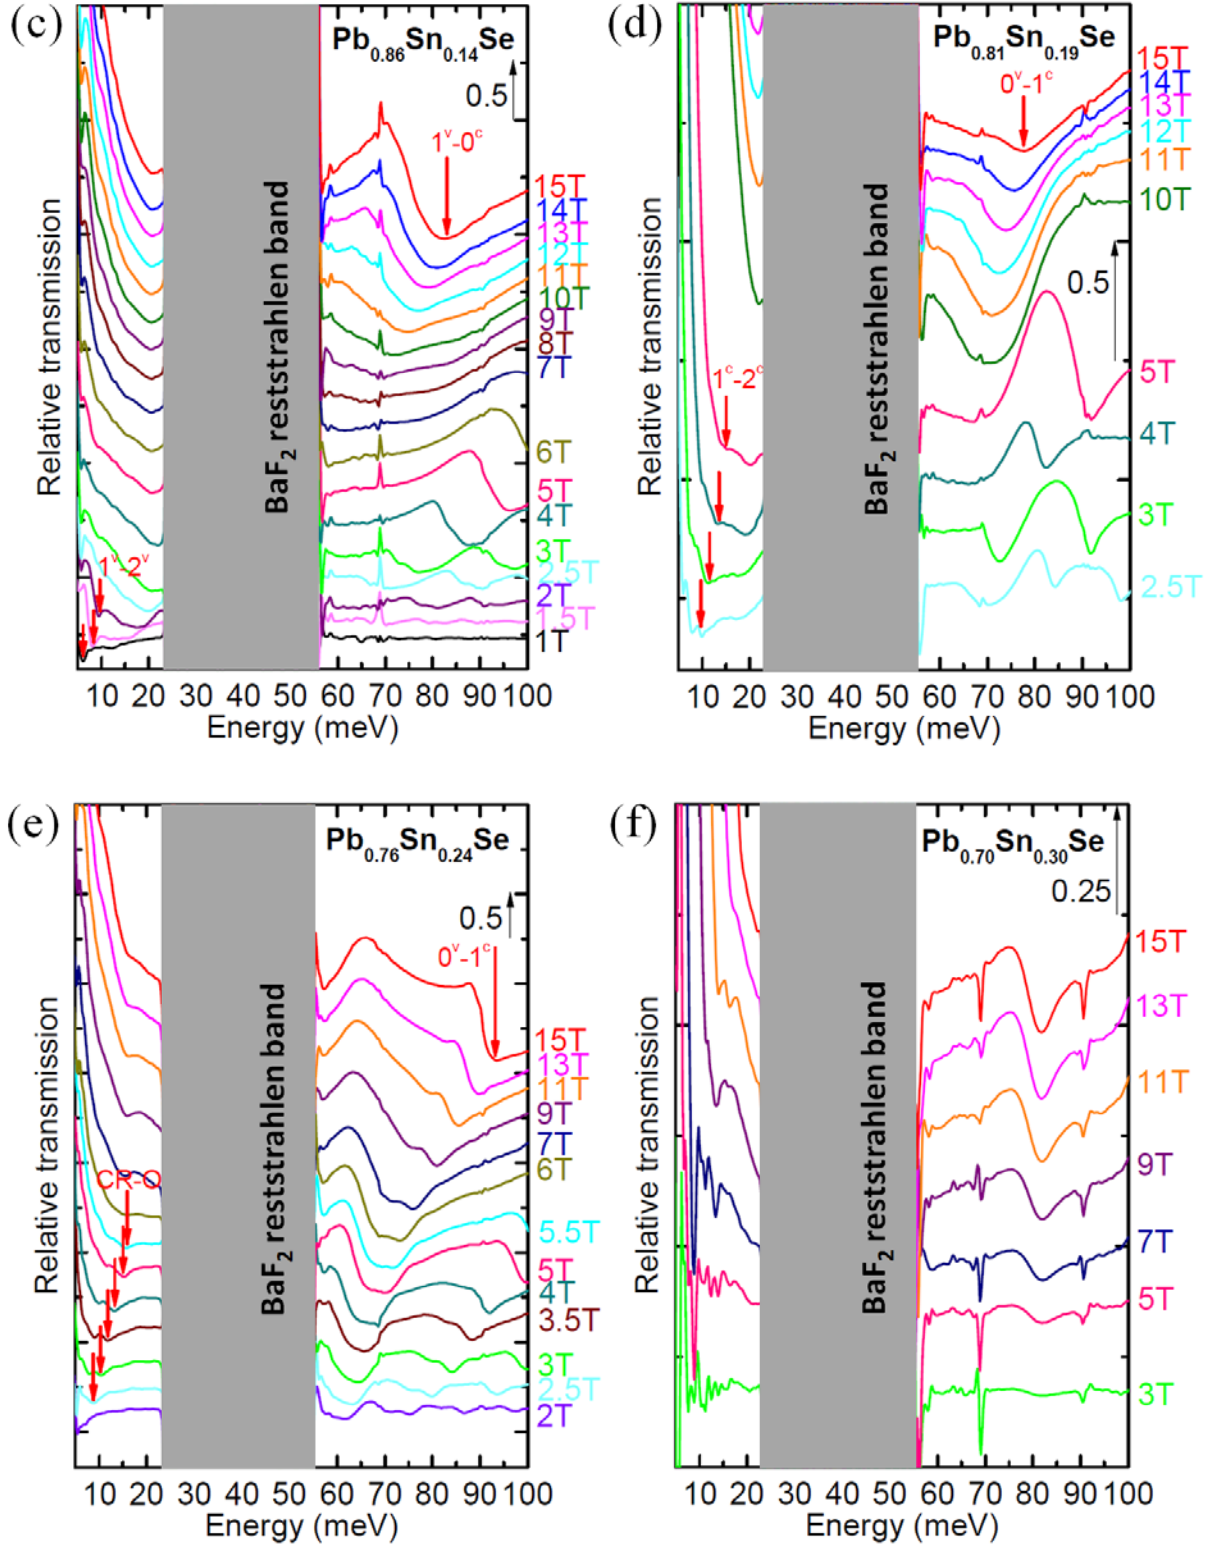 (c)
Pb0.86Sn0.14Se
0.5
1v-0c
15T
14T
13T
12T
11T
10T
9T
8T
7T
6T
5T
4T
3T
2.5T
2T
1.5T
1T
1v-2v
BaF2 reststrahlen band
Relative transmission
10 20 30 40 50 60 70 80 90 100
Energy (meV)
(d)
Pb0.81Sn0.19Se
0v-1c
15T
14T
13T
12T
11T
10T
0.5
5T
4T
3T
2.5T
1c-2c
BaF2 reststrahlen band
Relative transmission
10 20 30 40 50 60 70 80 90 100
Energy (meV)
(e)
Pb0.76Sn0.24Se
0.5
0v-1c
15T
13T
11T
9T
7T
6T
5.5T
5T
4T
3.5T
3T
2.5T
2T
CR-O
BaF2 reststrahlen band
Relative transmission
10 20 30 40 50 60 70 80 90 100
Energy (meV)
(f)
Pb0.70Sn0.30Se
0.25
15T
13T
11T
9T
7T
5T
3T
BaF2 reststrahlen band
Relative transmission
10 20 30 40 50 60 70 80 90 100
Energy (meV)